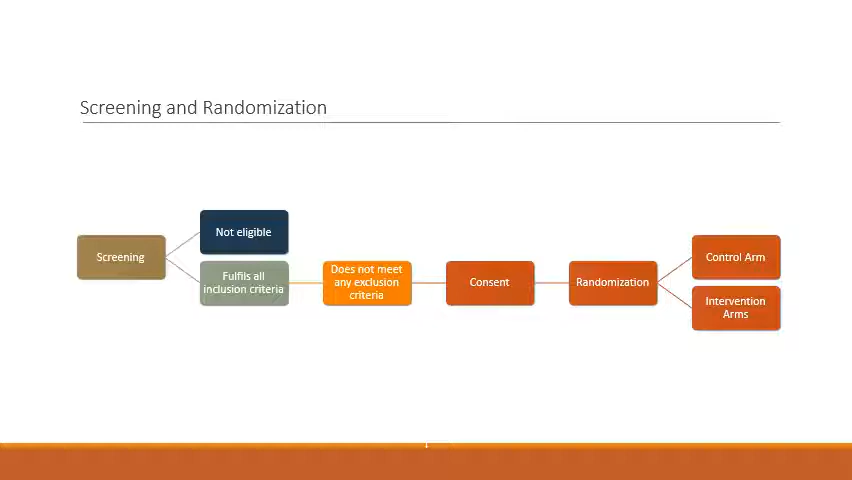 Screening and Randomization
Screening
Not eligible
Fulfils all
inclusion criteria
Does not meet
any exclusion
criteria
Consent
Randomization
Control Arm
Intervention
Arms